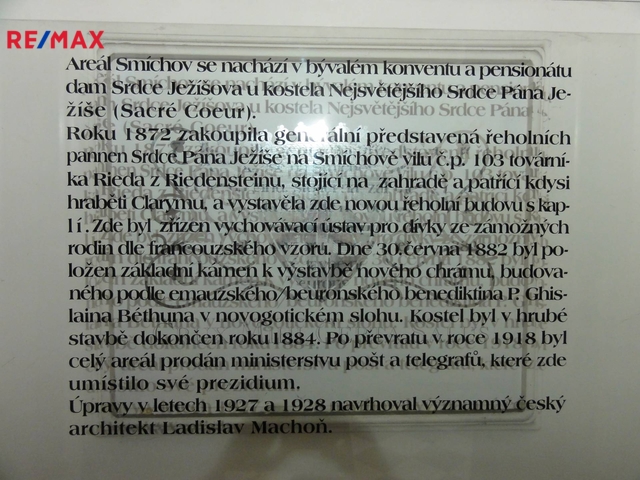 RE/MAX
Areál Smíchov se nachází v bývalém konventu a pensionátu
dam Srdce Ježíšova u kostela Nejsvětějšího Srdce Pána Je-
žíše (Sacré Coeur).
Roku 1872 zakoupila generální představená řeholních
pannen Srdce Pána Ježíše na Smíchově vilu č.p. 103 továrni-
ka Rieda z Riedensteinu, stojící na zahradě a patřící kdysi
hraběti Clarymu, a vystavěla zde novou řeholní budovu s kap-
lí. Zde byl zřízen vychovávací ústav pro dívky ze zámožných
rodin dle francouzského vzoru. Dne 30.června 1882 byl po-
ložen základní kámen k výstavbě nového chrámu, budova-
ného podle emauzského/beuronského benediktina P. Ghis-
laina Béthuna v novogotickém slohu. Kostel byl v hrubé
stavbě dokončen roku1884. Po převratu v roce 1918 byl
celý areál prodán ministerstvu pošt a telegrafů, které zde
umístilo své prezidium.
Úpravy v letech 1927 a 1928 navrhoval významný český
architekt Ladislav Machoň.